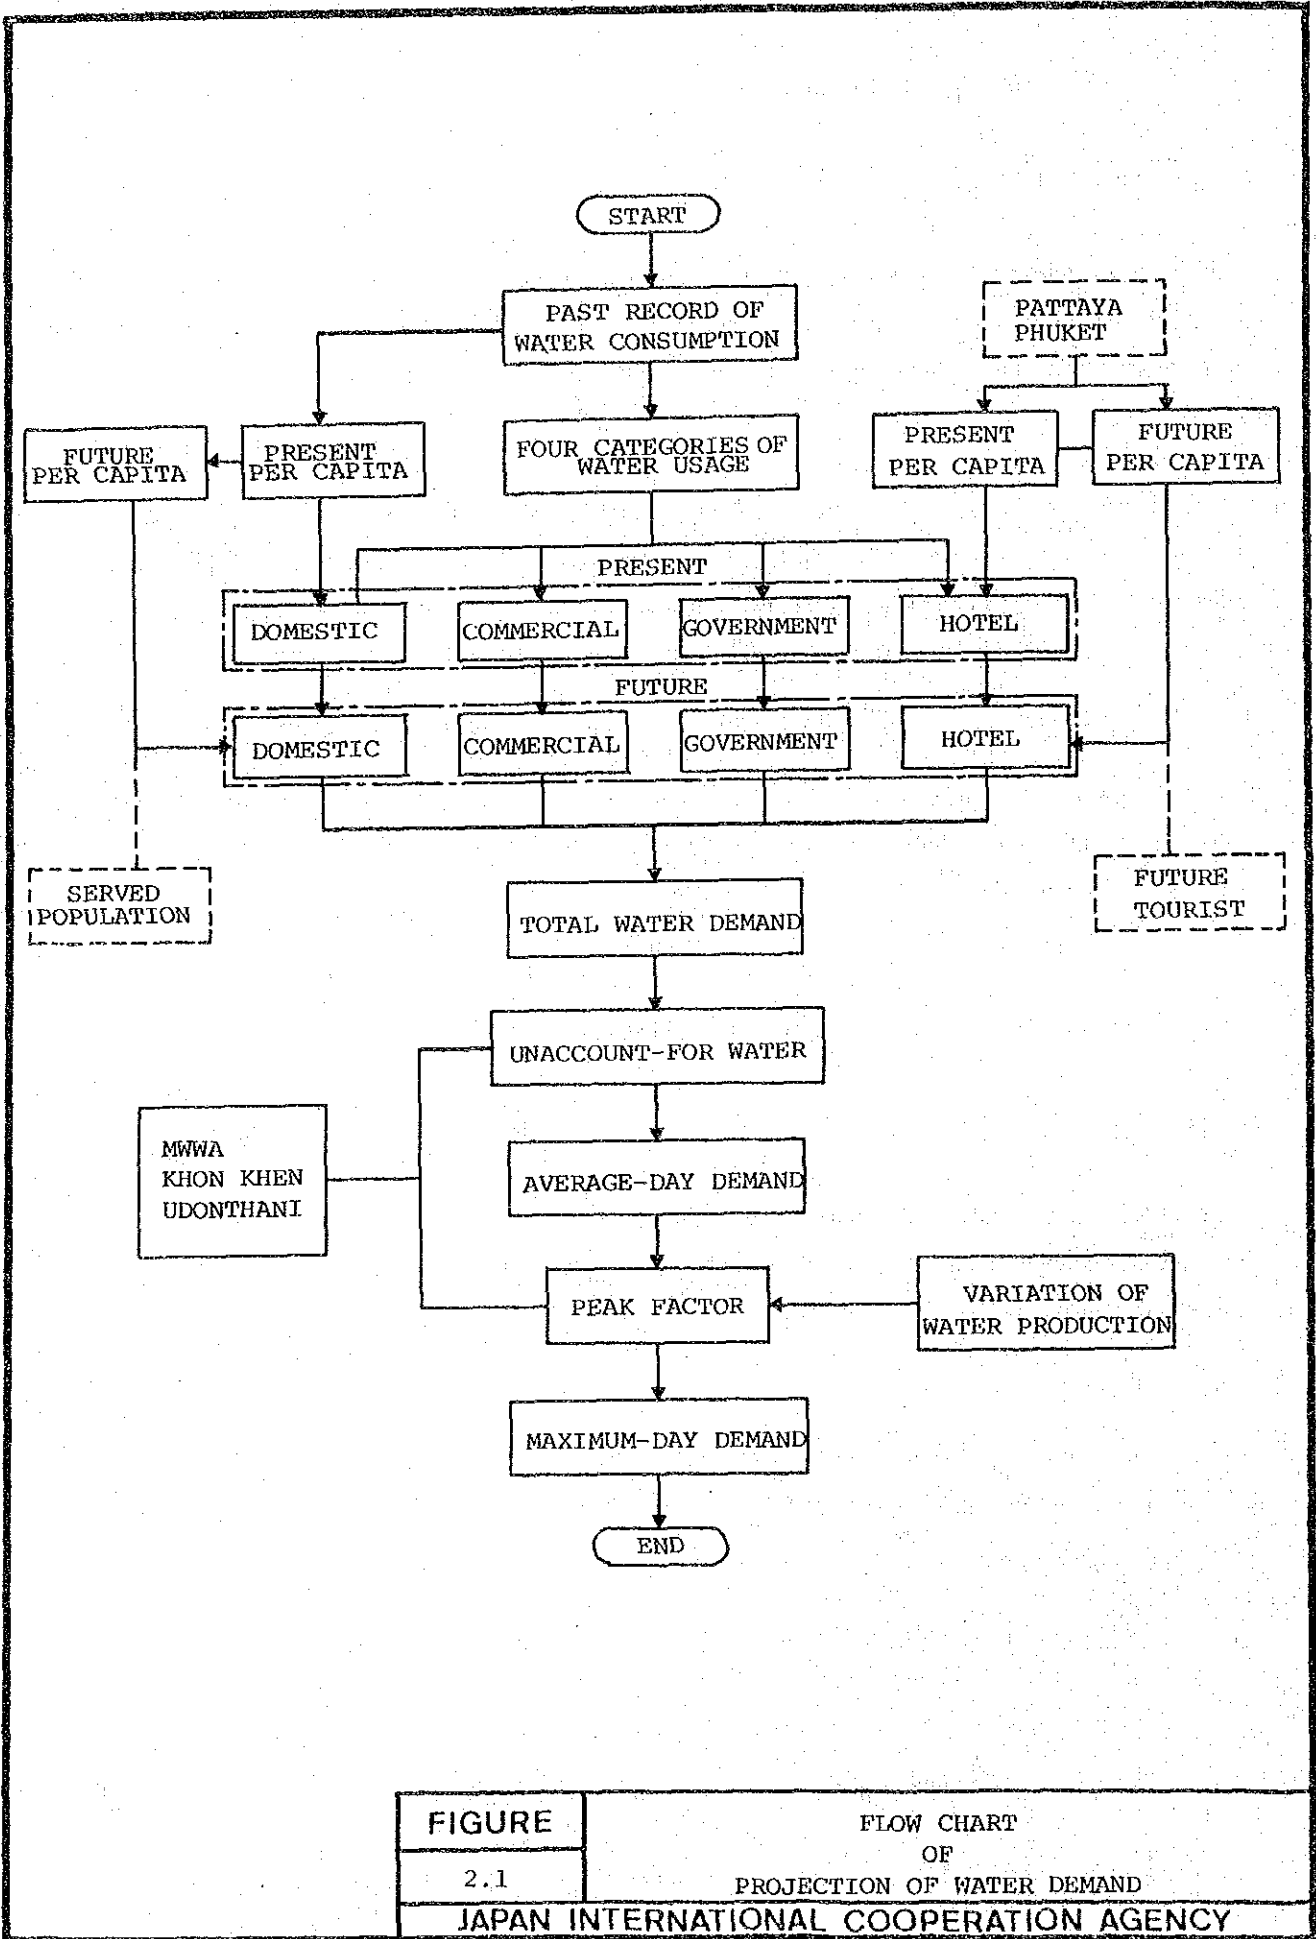 START
PAST RECORD OF
WATER CONSUMPTION
PATTAYA
PHUKET
FUTURE
PER CAPITA
PRESENT
PER CAPITA
FOUR CATEGORIES OF
WATER USAGE
PRESENT
PER CAPITA
FUTURE
PER CAPITA
PRESENT
DOMESTIC
COMMERCIAL
GOVERNMENT
HOTEL
FUTURE
DOMESTIC
COMMERCIAL
GOVERNMENT
HOTEL
SERVED
POPULATION
TOTAL WATER DEMAND
FUTURE
TOURIST
UNACCOUNT-FOR WATER
MWWA
KHON KHEN
UDONTHANI
AVERAGE-DAY DEMAND
PEAK FACTOR
VARIATION OF
WATER PRODUCTION
MAXIMUM-DAY DEMAND
END
FIGURE
2.1
FLOW CHART
OF
PROJECTION OF WATER DEMAND
JAPAN INTERNATIONAL COOPERATION AGENCY